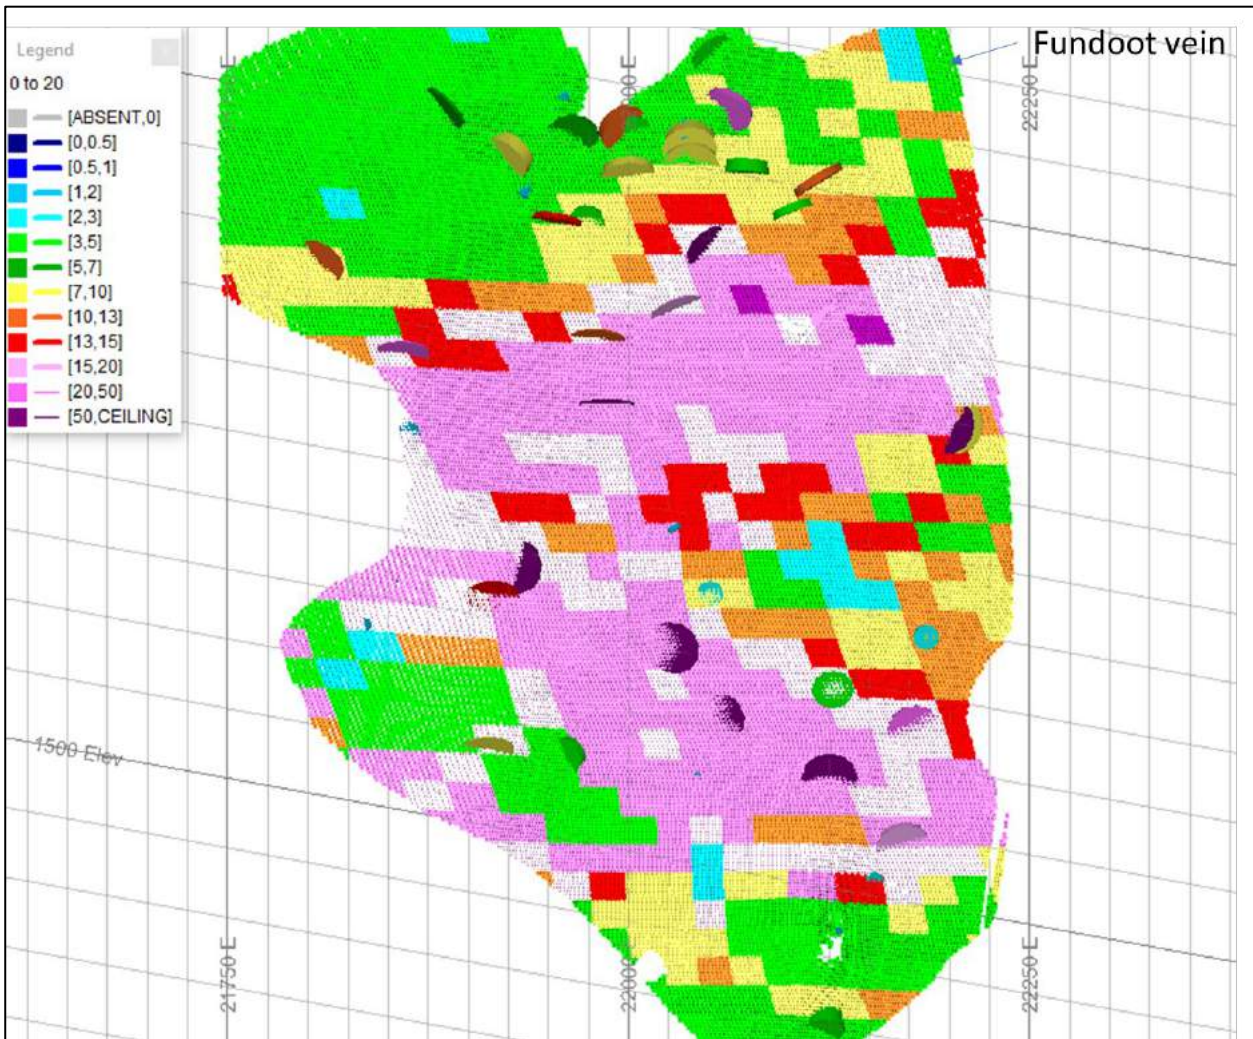 Legend
0 to 20
[ABSENT,0]
[0,0.5]
[0.5,1]
[1,2]
[2,3]
[3,5]
[5,7]
[7,10]
[10,13]
[13,15]
[15,20]
[20,50]
[50,CEILING]
Fundoot vein
22250 E
1500 Elev
21750 E
22000
22250 E